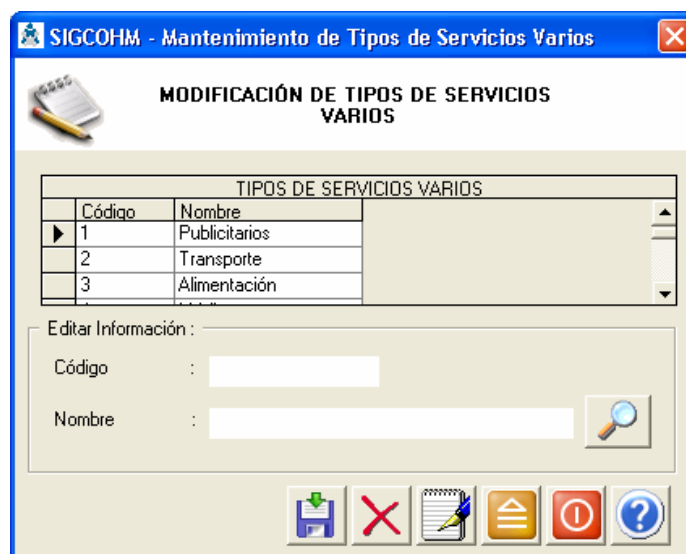 SIGCOHM - Mantenimiento de Tipos de Servicios Varios
MODIFICACIÓN DE TIPOS DE SERVICIOS
VARIOS
TIPOS DE SERVICIOS VARIOS
Código Nombre
1 Publicitarios
2 Transporte
3 Alimentación
Editar Información :
Código :
Nombre :